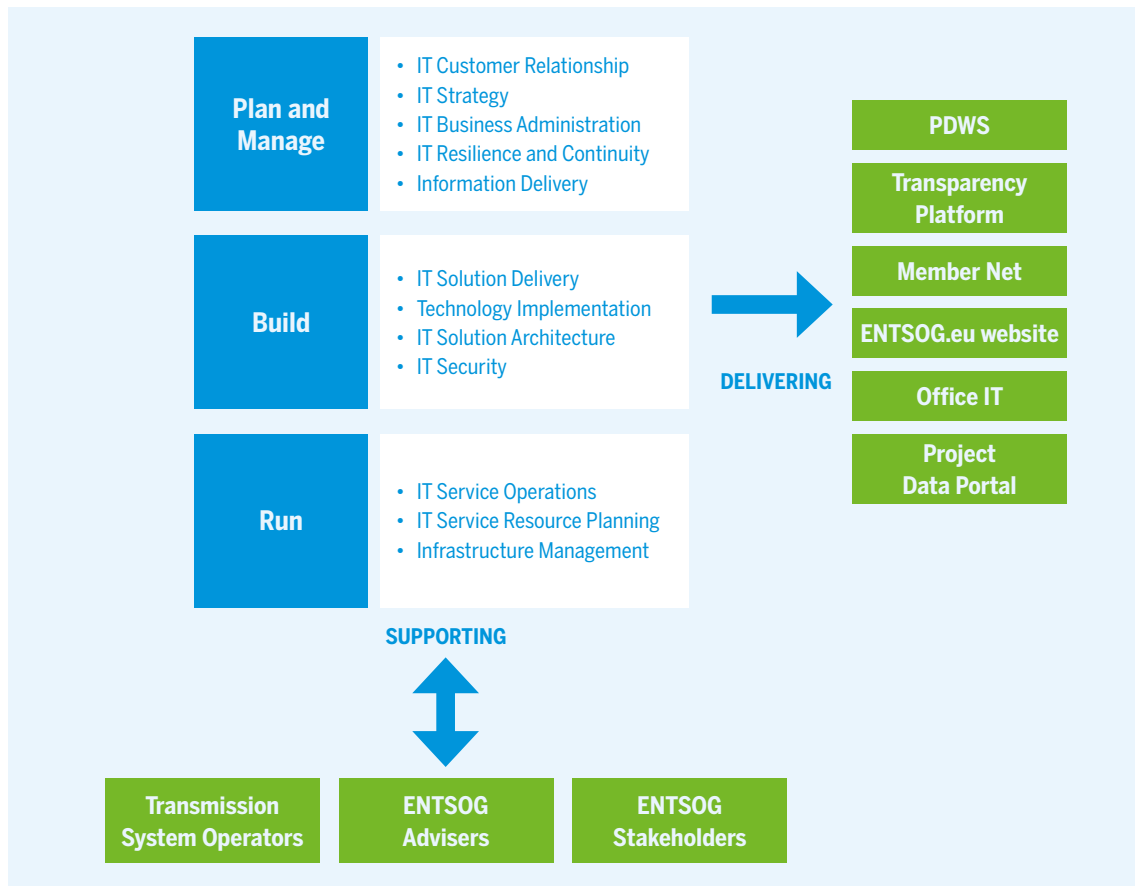 Plan and
Manage
• IT Customer Relationship
• IT Strategy
• IT Business Administration
• IT Resilience and Continuity
• Information Delivery
Build
• IT Solution Delivery
• Technology Implementation
• IT Solution Architecture
• IT Security
Run
• IT Service Operations
• IT Service Resource Planning
• Infrastructure Management
DELIVERING
PDWS
Transparency
Platform
Member Net
ENTSOG.eu website
Office IT
Project
Data Portal
SUPPORTING
Transmission
System Operators
ENTSOG
Advisers
ENTSOG
Stakeholders